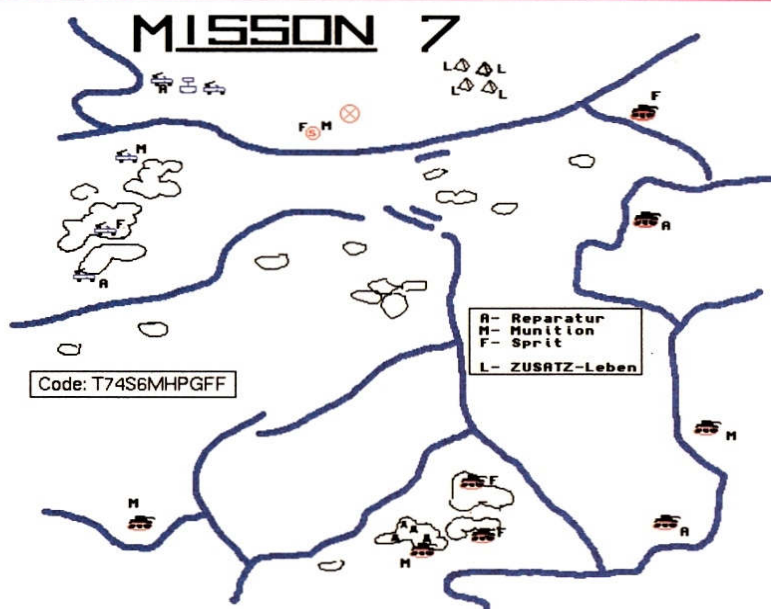 MISSON 7
L L
L L
A
F
F S M
M
F
A
A
A- Reparatur
M- Munition
F- Sprit
L- ZUSATZ-Leben
Code: T74S6MHPGFF
M
M
F
A
F
M